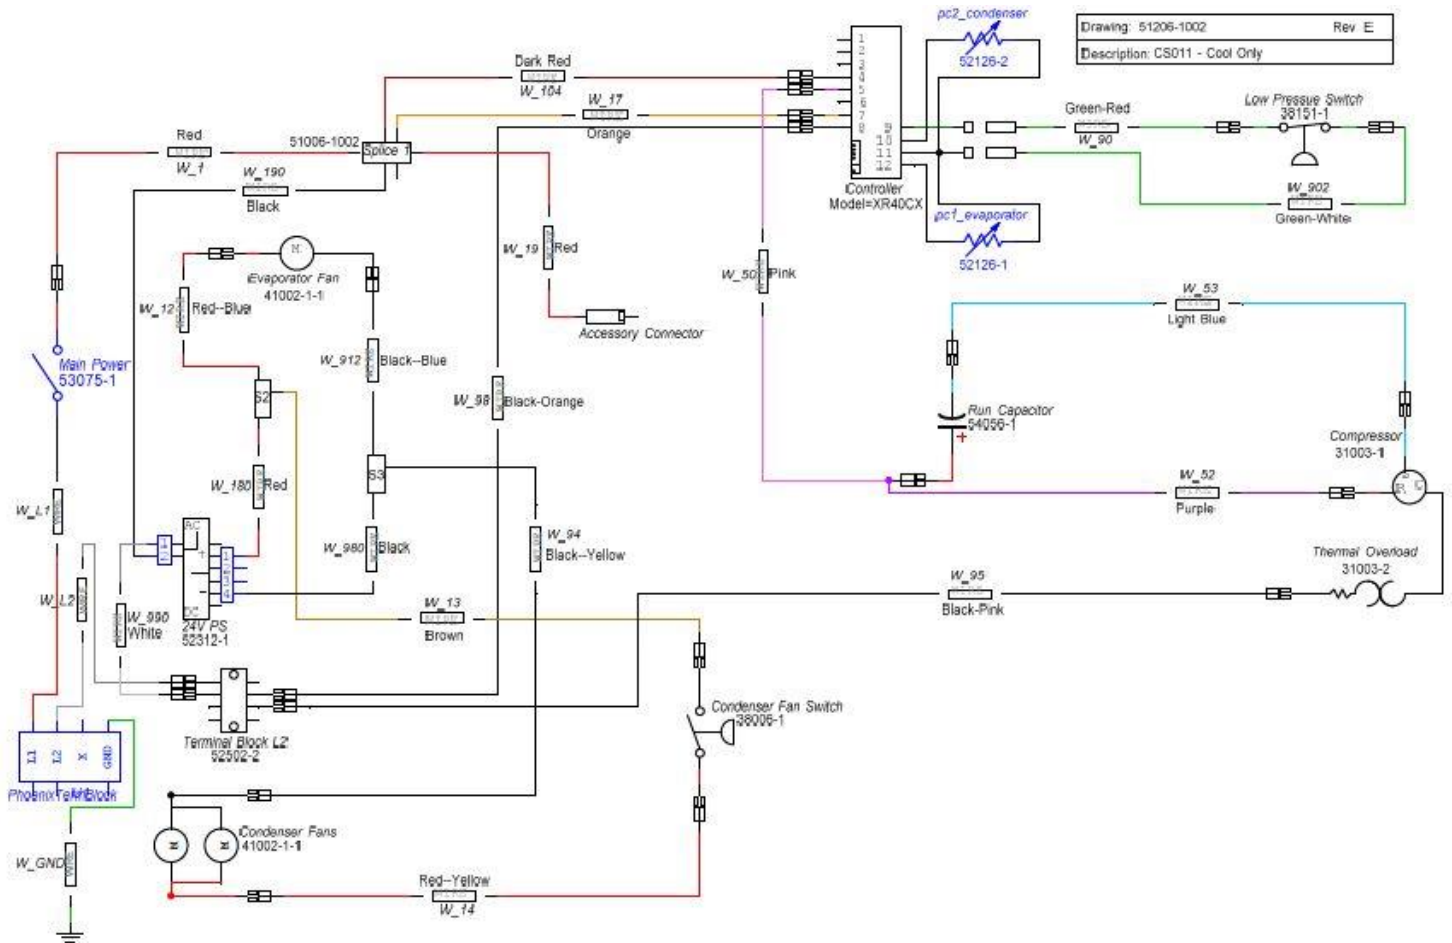 pc2_condenser
52126-2
Drawing: 51206-1002 Rev E
Description: CS011 - Cool Only
Dark Red
W_104
W_17
Orange
1
2
3
4
5
6
7
8
9
10
11
12
Controller
Model=XR40CX
Green-Red
W_90
Low Pressue Switch
38151-1
W_902
Green-White
Red
W_1
51006-1002
Splice 1
W_190
Black
pc1_evaporator
52126-1
M
Evaporator Fan
41002-1-1
W_19
Red
W_50
Pink
W_12
Red--Blue
Accessory Connector
W_53
Light Blue
Main Power
53075-1
W_912
Black--Blue
S2
W_98
Black-Orange
Run Capacitor
54056-1
+
Compressor
31003-1
S
R
C
S3
W_180
Red
W_52
Purple
W_L1
AC
1
2
+
1
2
3
4
-
DC
24V PS
52312-1
W_980
Black
W_94
Black--Yellow
Thermal Overload
31003-2
W_L2
W_990
White
W_95
Black-Pink
W_13
Brown
Condenser Fan Switch
38006-1
Terminal Block L2
52502-2
L1
L2
X
GND
M
M
Condenser Fans
41002-1-1
W_GND
Red--Yellow
W_14